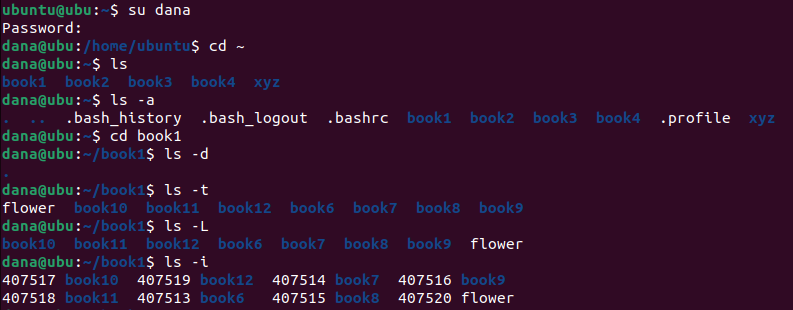 ubuntu@ubu:~$ su dana
Password:
dana@ubu:/home/ubuntu$ cd ~
dana@ubu:~$ ls
book1  book2  book3  book4  xyz
dana@ubu:~$ ls -a
.  ..  .bash_history  .bash_logout  .bashrc  book1  book2  book3  book4  .profile  xyz
dana@ubu:~$ cd book1
dana@ubu:~/book1$ ls -d
.
dana@ubu:~/book1$ ls -t
flower  book10  book11  book12  book6  book7  book8  book9
dana@ubu:~/book1$ ls -L
book10  book11  book12  book6  book7  book8  book9  flower
dana@ubu:~/book1$ ls -i
407517 book10  407519 book12  407514 book7  407516 book9
407518 book11  407513 book6  407515 book8  407520 flower